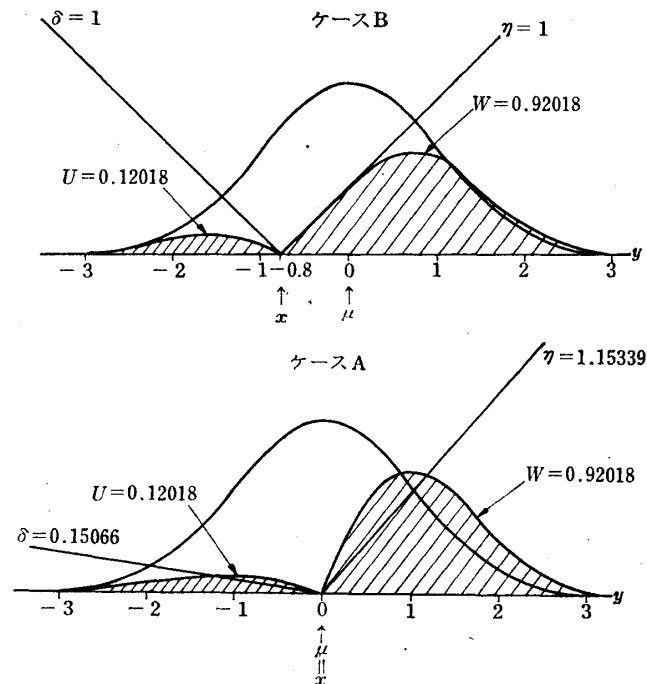 δ=1
ケースB
η=1
W=0.92018
U=0.12018
-3 -2 -1 -0.8 0 1 2 3 y
↑ ↑
x μ
ケースA
η=1.15339
U=0.12018
W=0.92018
δ=0.15066
-3 -2 -1 0 1 2 3 y
↑
μ
||
x